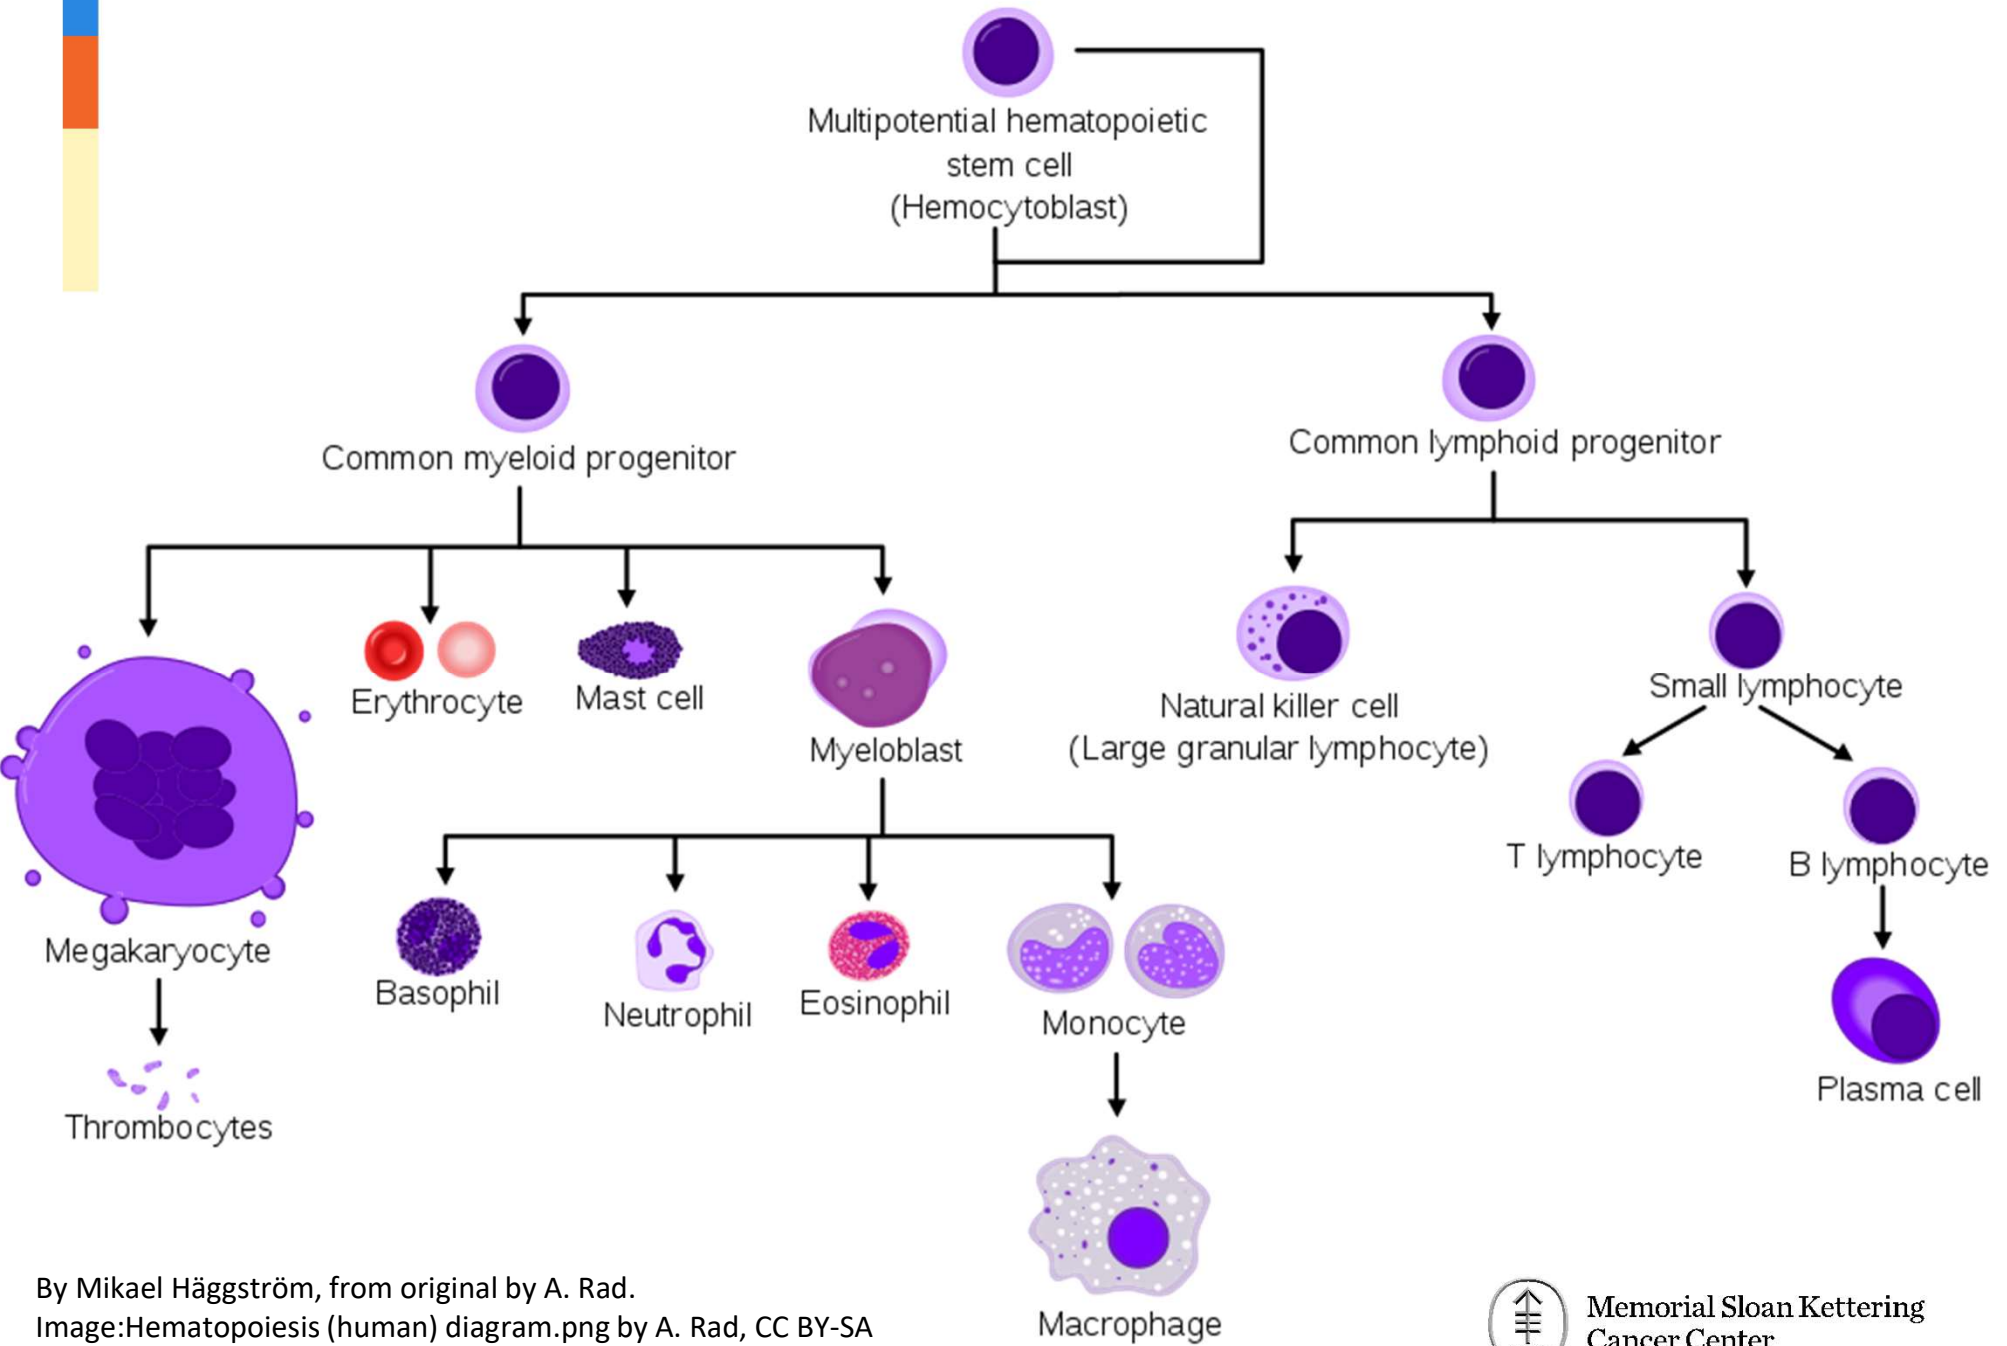 Multipotential hematopoietic
stem cell
(Hemocytoblast)
Common myeloid progenitor
Common lymphoid progenitor
Erythrocyte
Mast cell
Myeloblast
Natural killer cell
(Large granular lymphocyte)
Small lymphocyte
T lymphocyte
B lymphocyte
Megakaryocyte
Basophil
Neutrophil
Eosinophil
Monocyte
Plasma cell
Thrombocytes
Macrophage
By Mikael Häggström, from original by A. Rad.
Image:Hematopoiesis (human) diagram.png by A. Rad, CC BY-SA
Memorial Sloan Kettering
Cancer Center